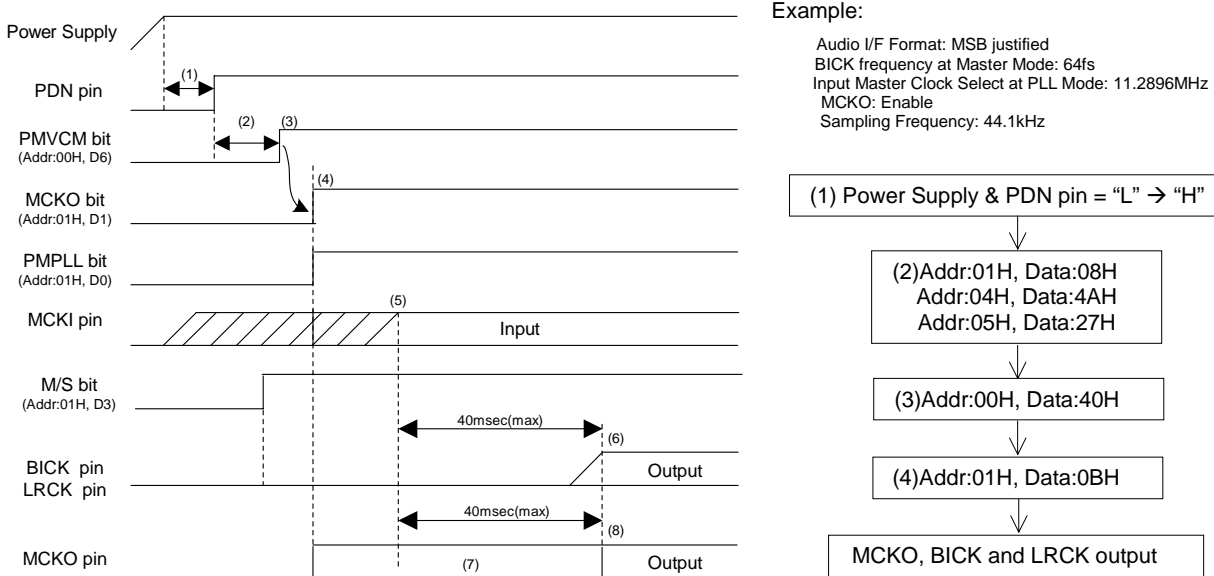 Power Supply
(1)
PDN pin
(2)
(3)
PMVCM bit
(Addr:00H, D6)
(4)
MCKO bit
(Addr:01H, D1)
PMPLL bit
(Addr:01H, D0)
(5)
MCKI pin
Input
M/S bit
(Addr:01H, D3)
40msec(max)
(6)
BICK pin
LRCK pin
Output
40msec(max)
(8)
MCKO pin
(7)
Output
Example:
Audio I/F Format: MSB justified
BICK frequency at Master Mode: 64fs
Input Master Clock Select at PLL Mode: 11.2896MHz
MCKO: Enable
Sampling Frequency: 44.1kHz
(1) Power Supply & PDN pin = “L” → “H”
(2)Addr:01H, Data:08H
Addr:04H, Data:4AH
Addr:05H, Data:27H
(3)Addr:00H, Data:40H
(4)Addr:01H, Data:0BH
MCKO, BICK and LRCK output